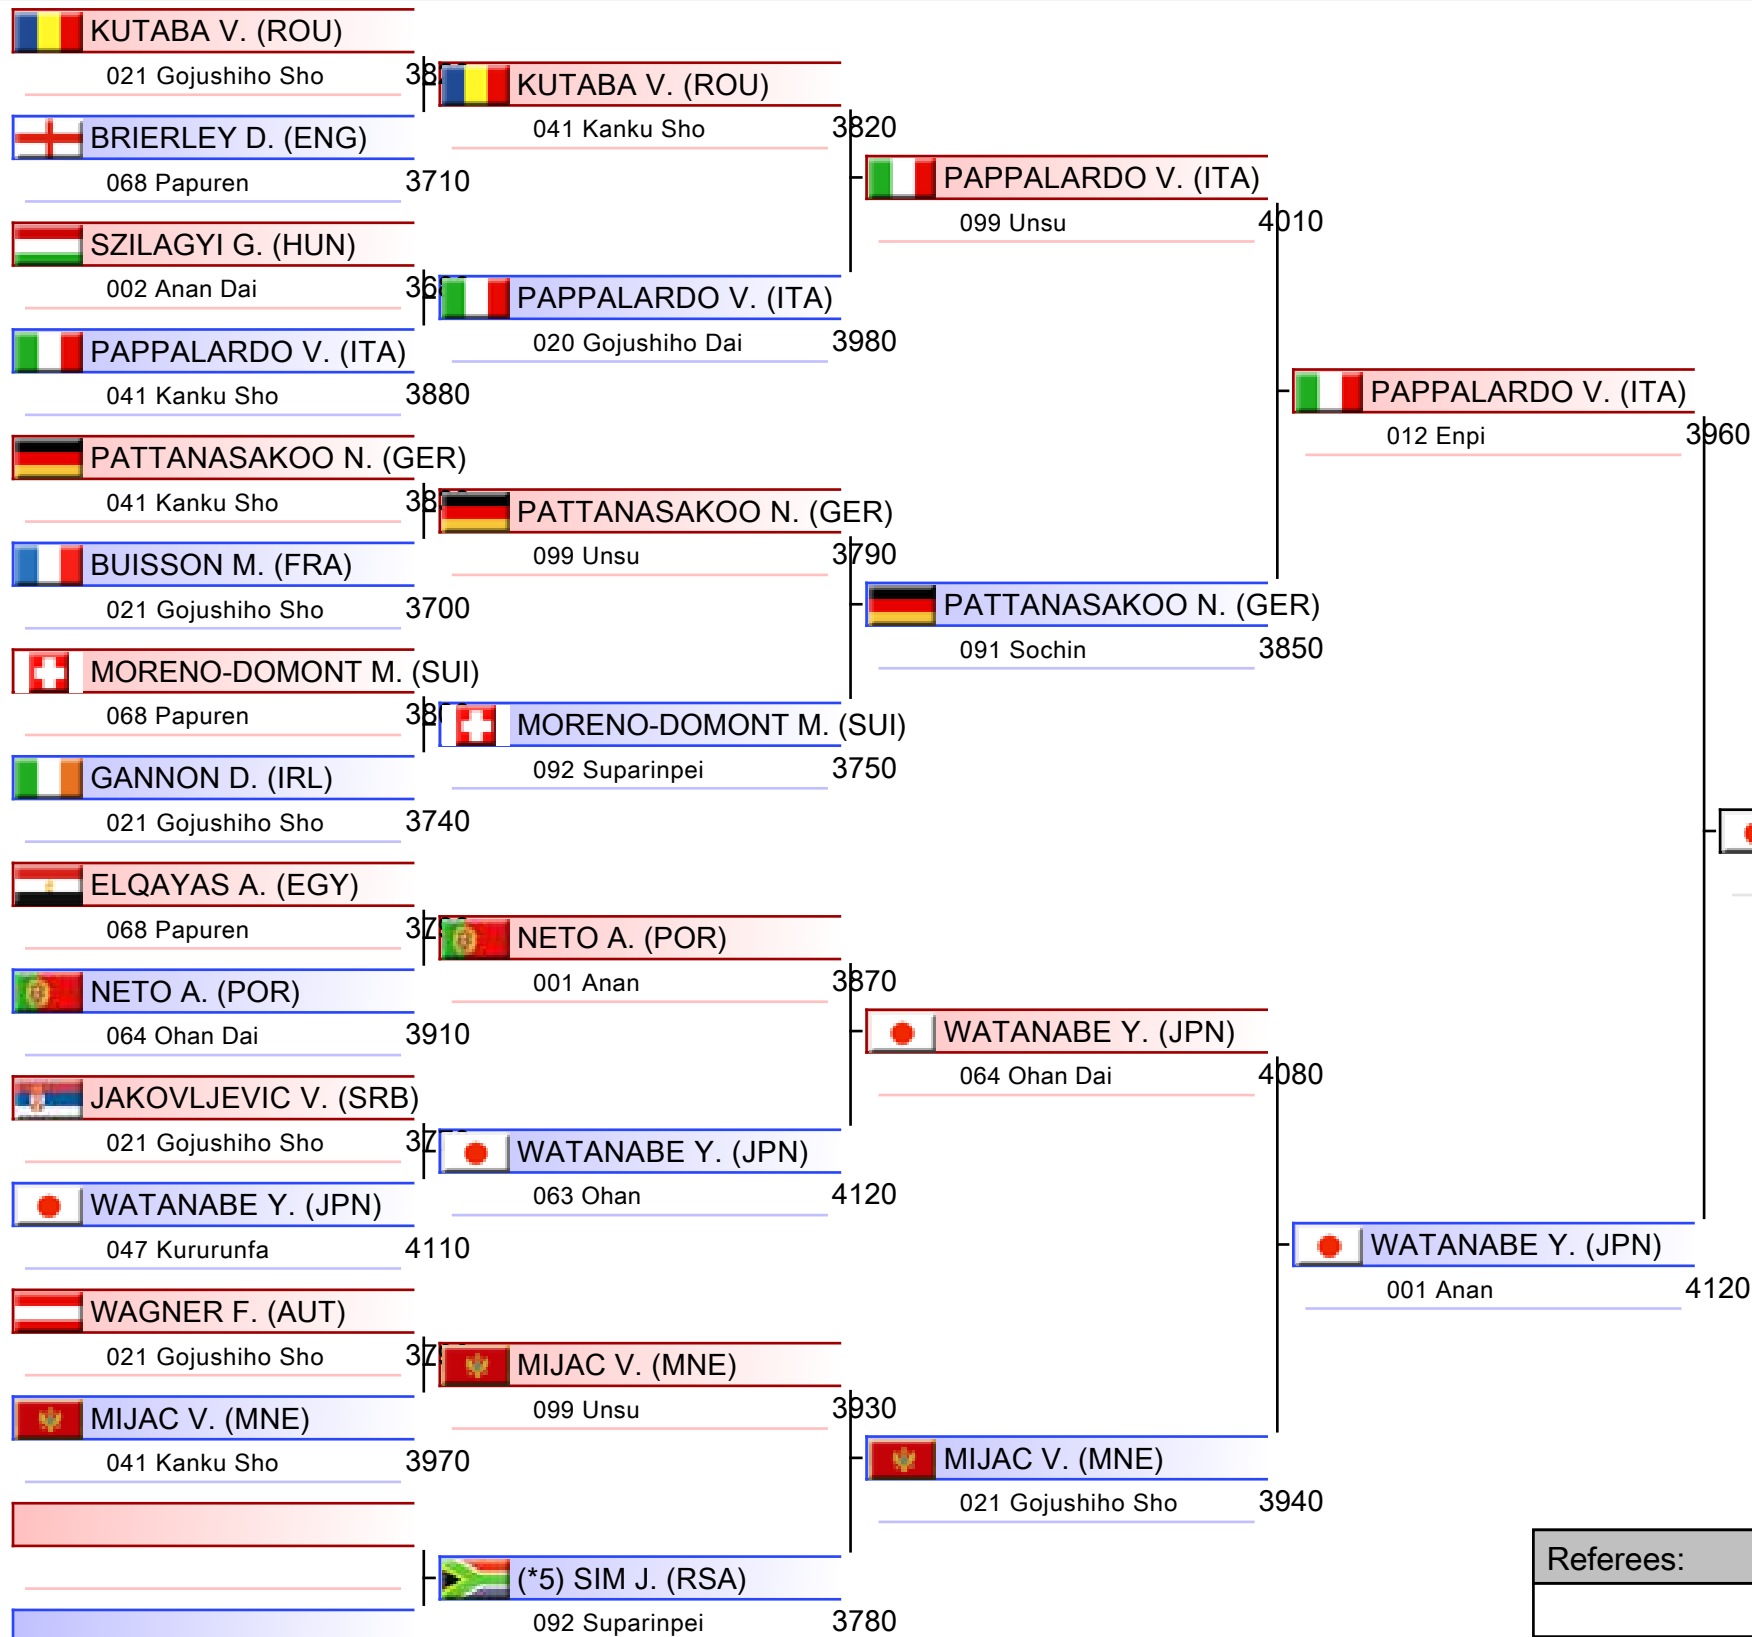 KUTABA V. (ROU)
021 Gojushiho Sho
BRIERLEY D. (ENG)
068 Papuren 3710
SZILAGYI G. (HUN)
002 Anan Dai
PAPPALARDO V. (ITA)
041 Kanku Sho 3880
PATTANASAKOO N. (GER)
041 Kanku Sho
BUISSON M. (FRA)
021 Gojushiho Sho 3700
MORENO-DOMONT M. (SUI)
068 Papuren
GANNON D. (IRL)
021 Gojushiho Sho 3740
ELQAYAS A. (EGY)
068 Papuren
NETO A. (POR)
064 Ohan Dai 3910
JAKOVLJEVIC V. (SRB)
021 Gojushiho Sho
WATANABE Y. (JPN)
047 Kururunfa 4110
WAGNER F. (AUT)
021 Gojushiho Sho
MIJAC V. (MNE)
041 Kanku Sho 3970
KUTABA V. (ROU)
041 Kanku Sho 3820
PAPPALARDO V. (ITA)
020 Gojushiho Dai 3980
PATTANASAKOO N. (GER)
099 Unsu 3790
MORENO-DOMONT M. (SUI)
092 Suparinpei 3750
NETO A. (POR)
001 Anan 3870
WATANABE Y. (JPN)
063 Ohan 4120
MIJAC V. (MNE)
099 Unsu 3930
(*5) SIM J. (RSA)
092 Suparinpei 3780
PAPPALARDO V. (ITA)
099 Unsu 4010
PATTANASAKOO N. (GER)
091 Sochin 3850
WATANABE Y. (JPN)
064 Ohan Dai 4080
MIJAC V. (MNE)
021 Gojushiho Sho 3940
PAPPALARDO V. (ITA)
012 Enpi 3960
WATANABE Y. (JPN)
001 Anan 4120
Referees: